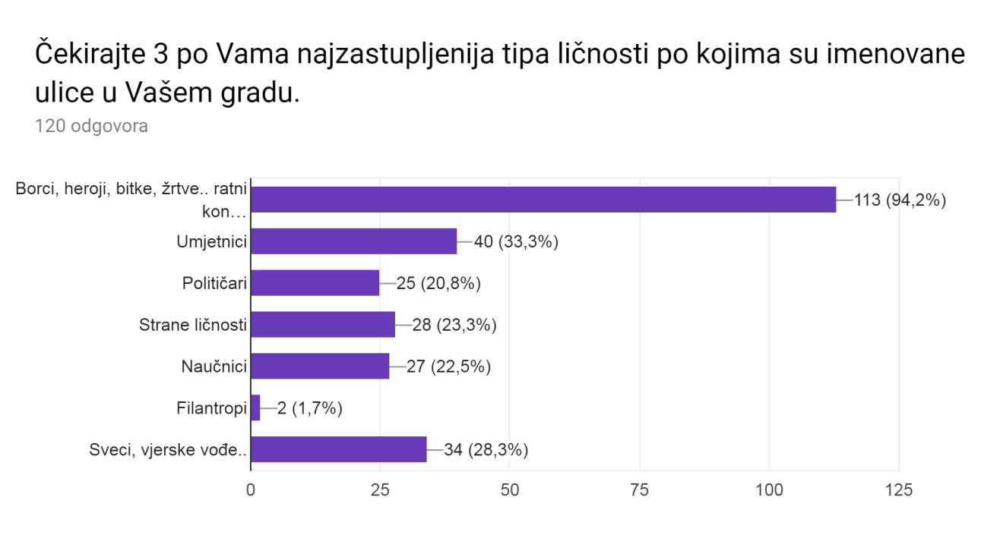 Čekirajte 3 po Vama najzastupljenija tipa ličnosti po kojima su imenovane
ulice u Vašem gradu.
120 odgovora
Borci, heroji, bitke, žrtve.. ratni
kon…
113 (94,2%)
Umjetnici
40 (33,3%)
Političari
25 (20,8%)
Strane ličnosti
28 (23,3%)
Naučnici
27 (22,5%)
Filantropi
2 (1,7%)
Sveci, vjerske vođe..
34 (28,3%)
0 25 50 75 100 125